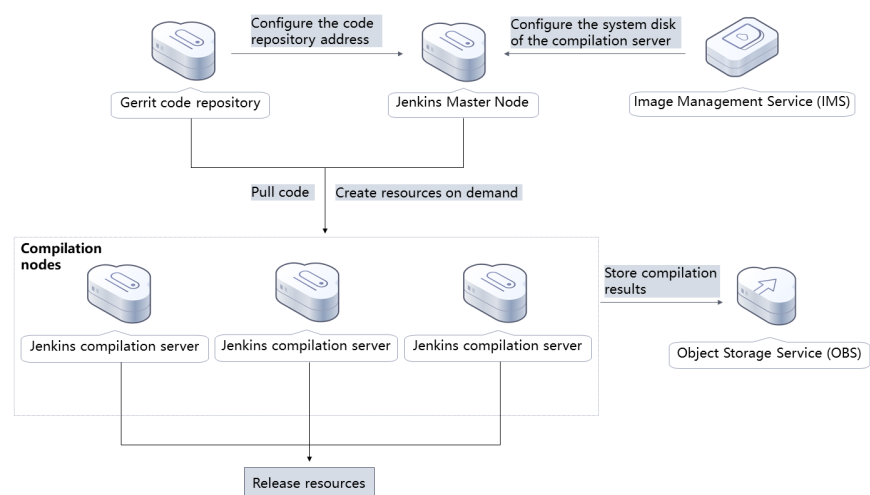 Configure the code
repository address
Configure the system disk
of the compilation server
Gerrit code repository
Jenkins Master Node
Image Management Service (IMS)
Pull code
Create resources on demand
Compilation
nodes
Store compilation
results
Jenkins compilation server
Jenkins compilation server
Jenkins compilation server
Object Storage Service (OBS)
Release resources